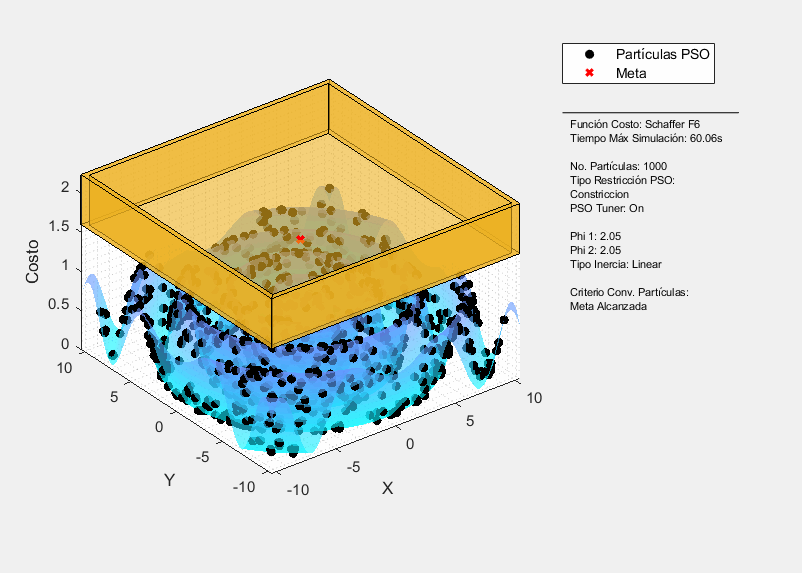 Partículas PSO
Meta
Función Costo: Schaffer F6
Tiempo Máx Simulación: 60.06s
No. Partículas: 1000
Tipo Restricción PSO:
Constriccion
PSO Tuner: On
Phi 1: 2.05
Phi 2: 2.05
Tipo Inercia: Linear
Criterio Conv. Partículas:
Meta Alcanzada
Costo
2
1.5
1
0.5
0
10
5
0
-5
-10
Y
-10
-5
0
5
10
X